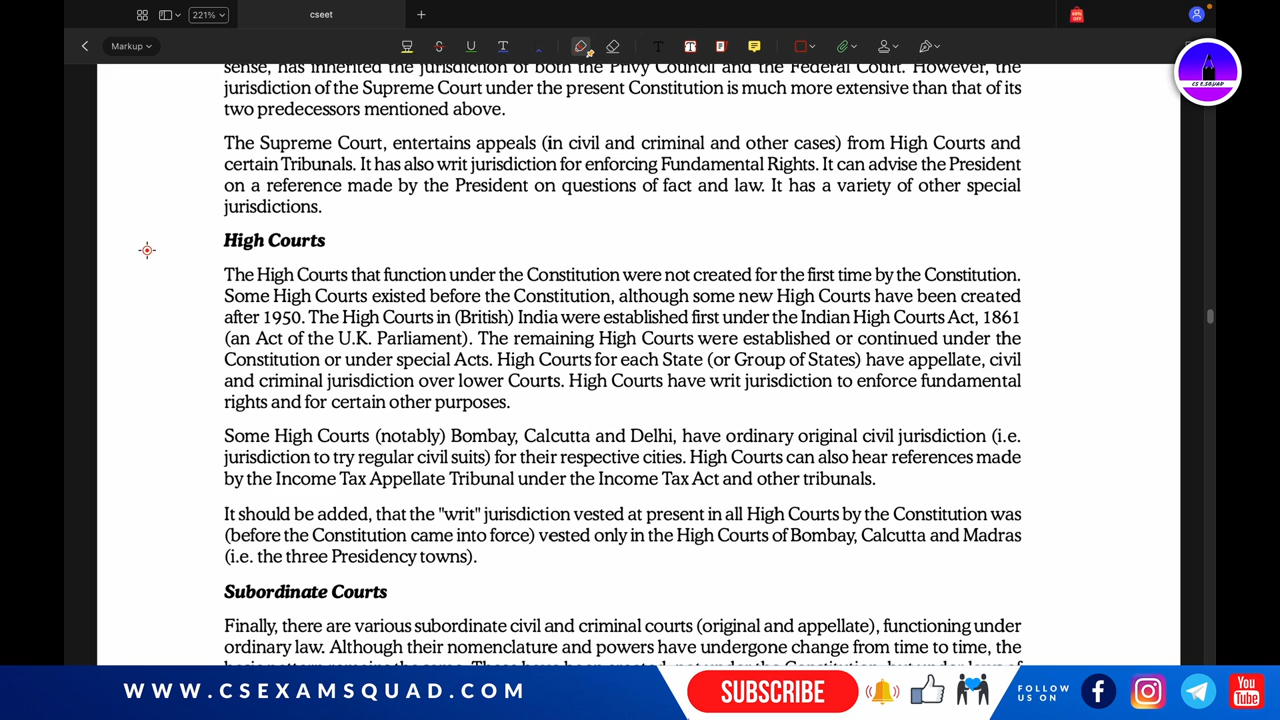 221%
cseet
Markup
50% OFF
sense, has inherited the jurisdiction of both the Privy Council and the Federal Court. However, the
jurisdiction of the Supreme Court under the present Constitution is much more extensive than that of its
two predecessors mentioned above.
The Supreme Court, entertains appeals (in civil and criminal and other cases) from High Courts and
certain Tribunals. It has also writ jurisdiction for enforcing Fundamental Rights. It can advise the President
on a reference made by the President on questions of fact and law. It has a variety of other special
jurisdictions.
High Courts
The High Courts that function under the Constitution were not created for the first time by the Constitution.
Some High Courts existed before the Constitution, although some new High Courts have been created
after 1950. The High Courts in (British) India were established first under the Indian High Courts Act, 1861
(an Act of the U.K. Parliament). The remaining High Courts were established or continued under the
Constitution or under special Acts. High Courts for each State (or Group of States) have appellate, civil
and criminal jurisdiction over lower Courts. High Courts have writ jurisdiction to enforce fundamental
rights and for certain other purposes.
Some High Courts (notably) Bombay, Calcutta and Delhi, have ordinary original civil jurisdiction (i.e.
jurisdiction to try regular civil suits) for their respective cities. High Courts can also hear references made
by the Income Tax Appellate Tribunal under the Income Tax Act and other tribunals.
It should be added, that the "writ" jurisdiction vested at present in all High Courts by the Constitution was
(before the Constitution came into force) vested only in the High Courts of Bombay, Calcutta and Madras
(i.e. the three Presidency towns).
Subordinate Courts
Finally, there are various subordinate civil and criminal courts (original and appellate), functioning under
ordinary law. Although their nomenclature and powers have undergone change from time to time, the
WWW.CSEXAMSQUAD.COM
SUBSCRIBE
FOLLOW
US ON
You
Tube